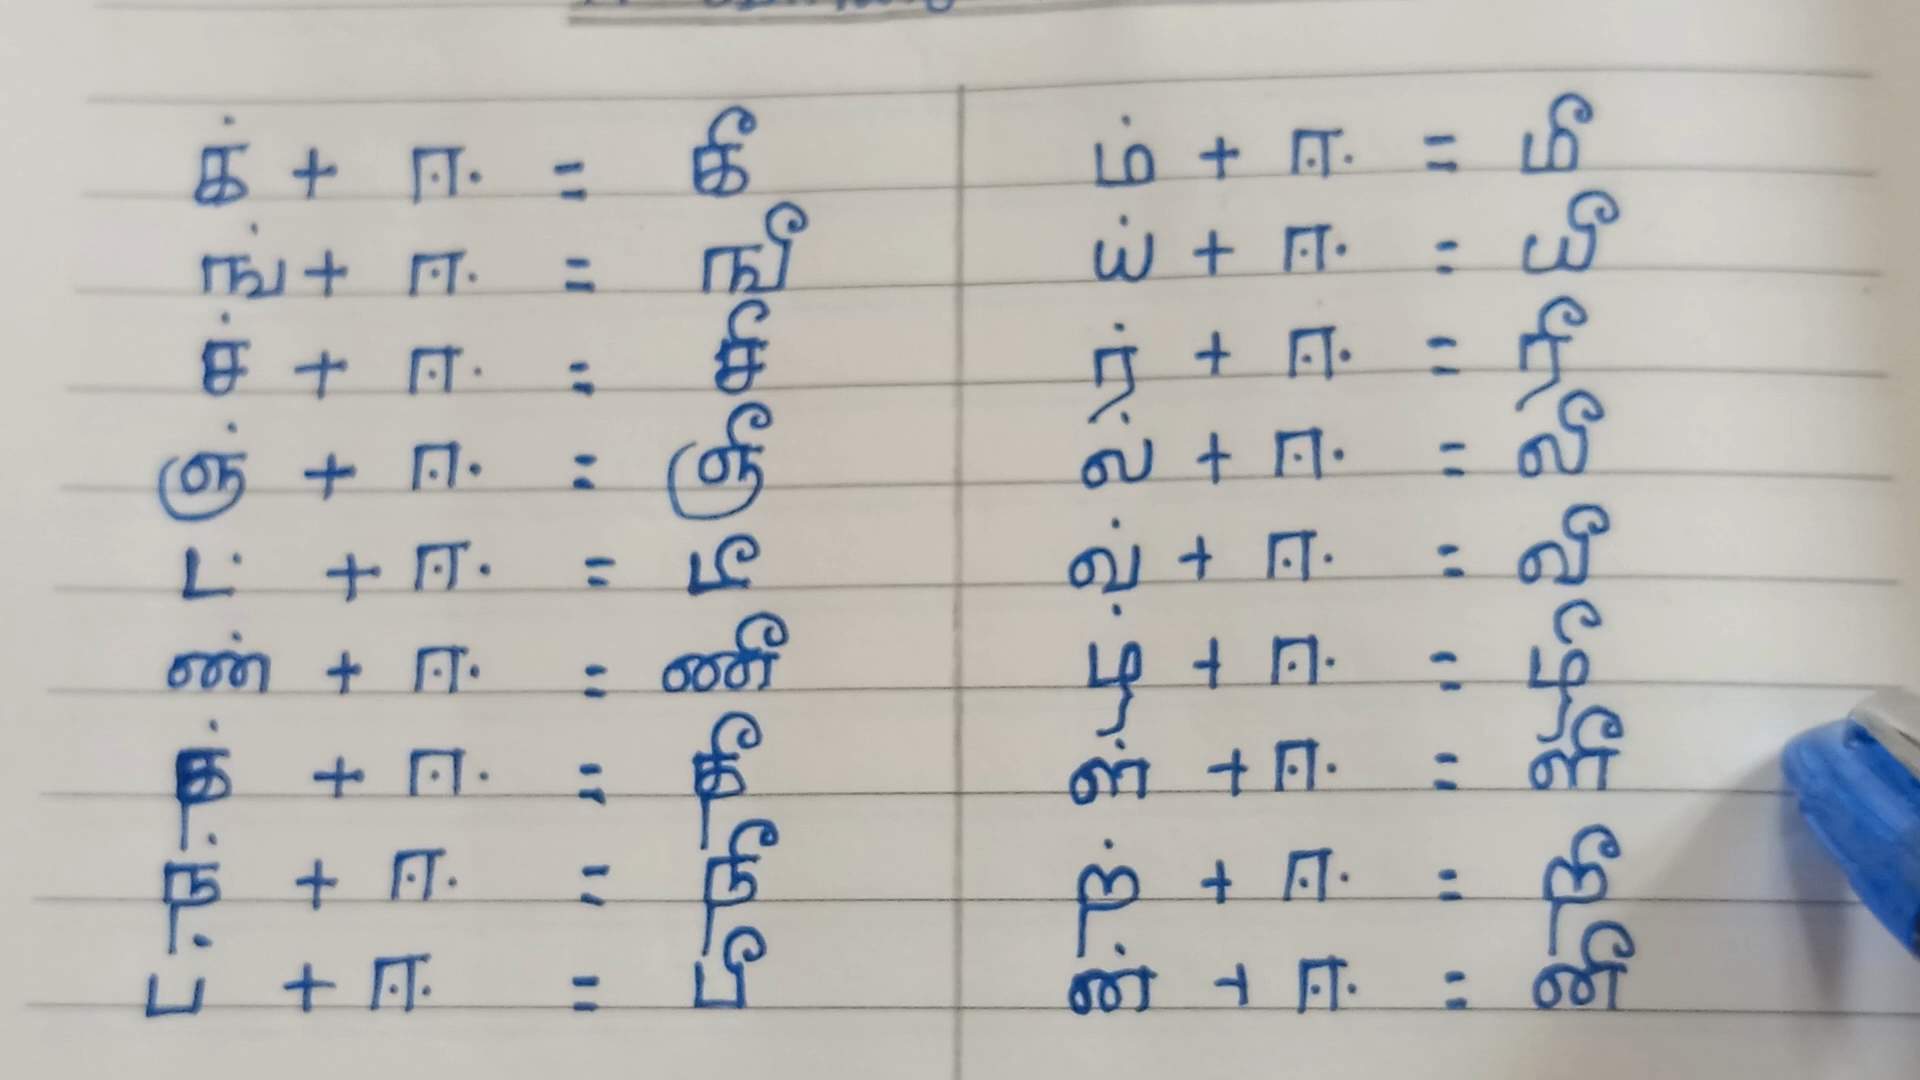 க் + ஈ = கீ
ங் + ஈ = ஙீ
ச் + ஈ = சீ
ஞ் + ஈ = ஞீ
ட் + ஈ = டீ
ண் + ஈ = ணீ
த் + ஈ = தீ
ந் + ஈ = நீ
ப் + ஈ = பீ
ம் + ஈ = மீ
ய் + ஈ = யீ
ர் + ஈ = ரீ
ல் + ஈ = லீ
வ் + ஈ = வீ
ழ் + ஈ = ழீ
ள் + ஈ = ளீ
ற் + ஈ = றீ
ன் + ஈ = னீ